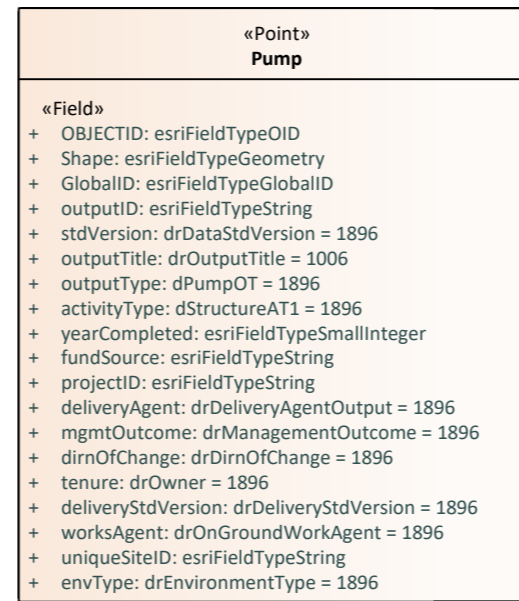 «Point»
Pump
«Field»
+ OBJECTID: esriFieldTypeOID
+ Shape: esriFieldTypeGeometry
+ GlobalID: esriFieldTypeGlobalID
+ outputID: esriFieldTypeString
+ stdVersion: drDataStdVersion = 1896
+ outputTitle: drOutputTitle = 1006
+ outputType: dPumpOT = 1896
+ activityType: dStructureAT1 = 1896
+ yearCompleted: esriFieldTypeSmallInteger
+ fundSource: esriFieldTypeString
+ projectID: esriFieldTypeString
+ deliveryAgent: drDeliveryAgentOutput = 1896
+ mgmtOutcome: drManagementOutcome = 1896
+ dirnOfChange: drDirnOfChange = 1896
+ tenure: drOwner = 1896
+ deliveryStdVersion: drDeliveryStdVersion = 1896
+ worksAgent: drOnGroundWorkAgent = 1896
+ uniqueSiteID: esriFieldTypeString
+ envType: drEnvironmentType = 1896